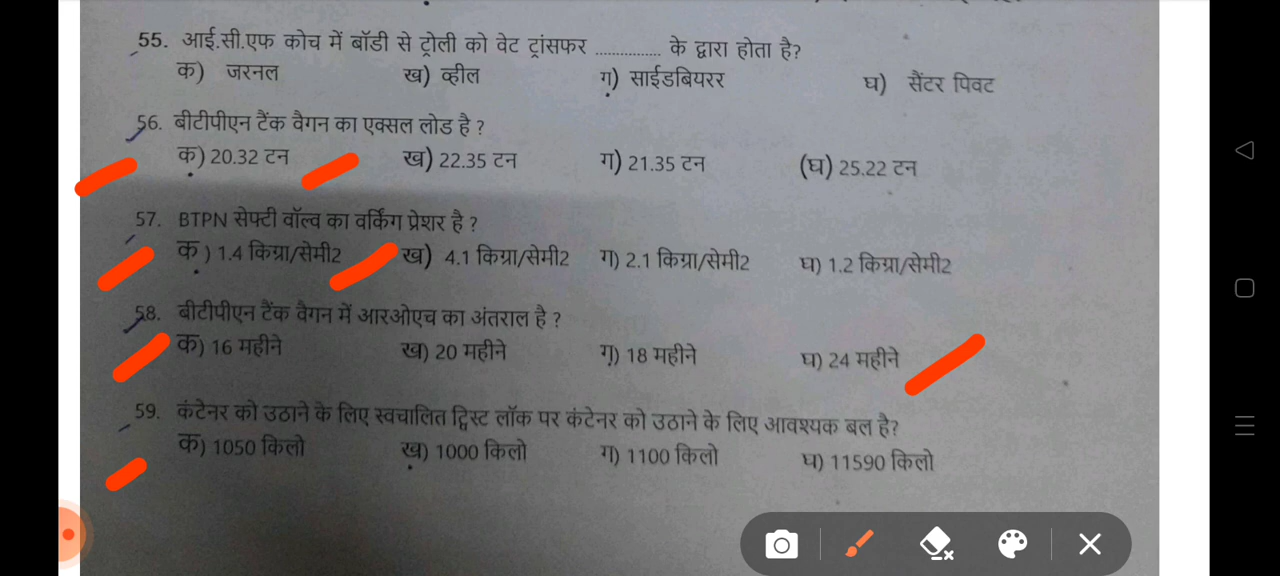 55. आई.सी.एफ कोच में बॉडी से ट्रोली को वेट ट्रांसफर .............. के द्वारा होता है?
क) जरनल ख) व्हील ग) साईडबियरर घ) सैंटर पिवट
56. बीटीपीएन टैंक वैगन का एक्सल लोड है ?
क) 20.32 टन ख) 22.35 टन ग) 21.35 टन (घ) 25.22 टन
57. BTPN सेफ्टी वॉल्व का वर्किंग प्रेशर है ?
क ) 1.4 किग्रा/सेमी2 ख) 4.1 किग्रा/सेमी2 ग) 2.1 किग्रा/सेमी2 घ) 1.2 किग्रा/सेमी2
58. बीटीपीएन टैंक वैगन में आरओएच का अंतराल है ?
क) 16 महीने ख) 20 महीने ग) 18 महीने घ) 24 महीने
59. कंटेनर को उठाने के लिए स्वचालित ट्विस्ट लॉक पर कंटेनर को उठाने के लिए आवश्यक बल है?
क) 1050 किलो ख) 1000 किलो ग) 1100 किलो घ) 11590 किलो